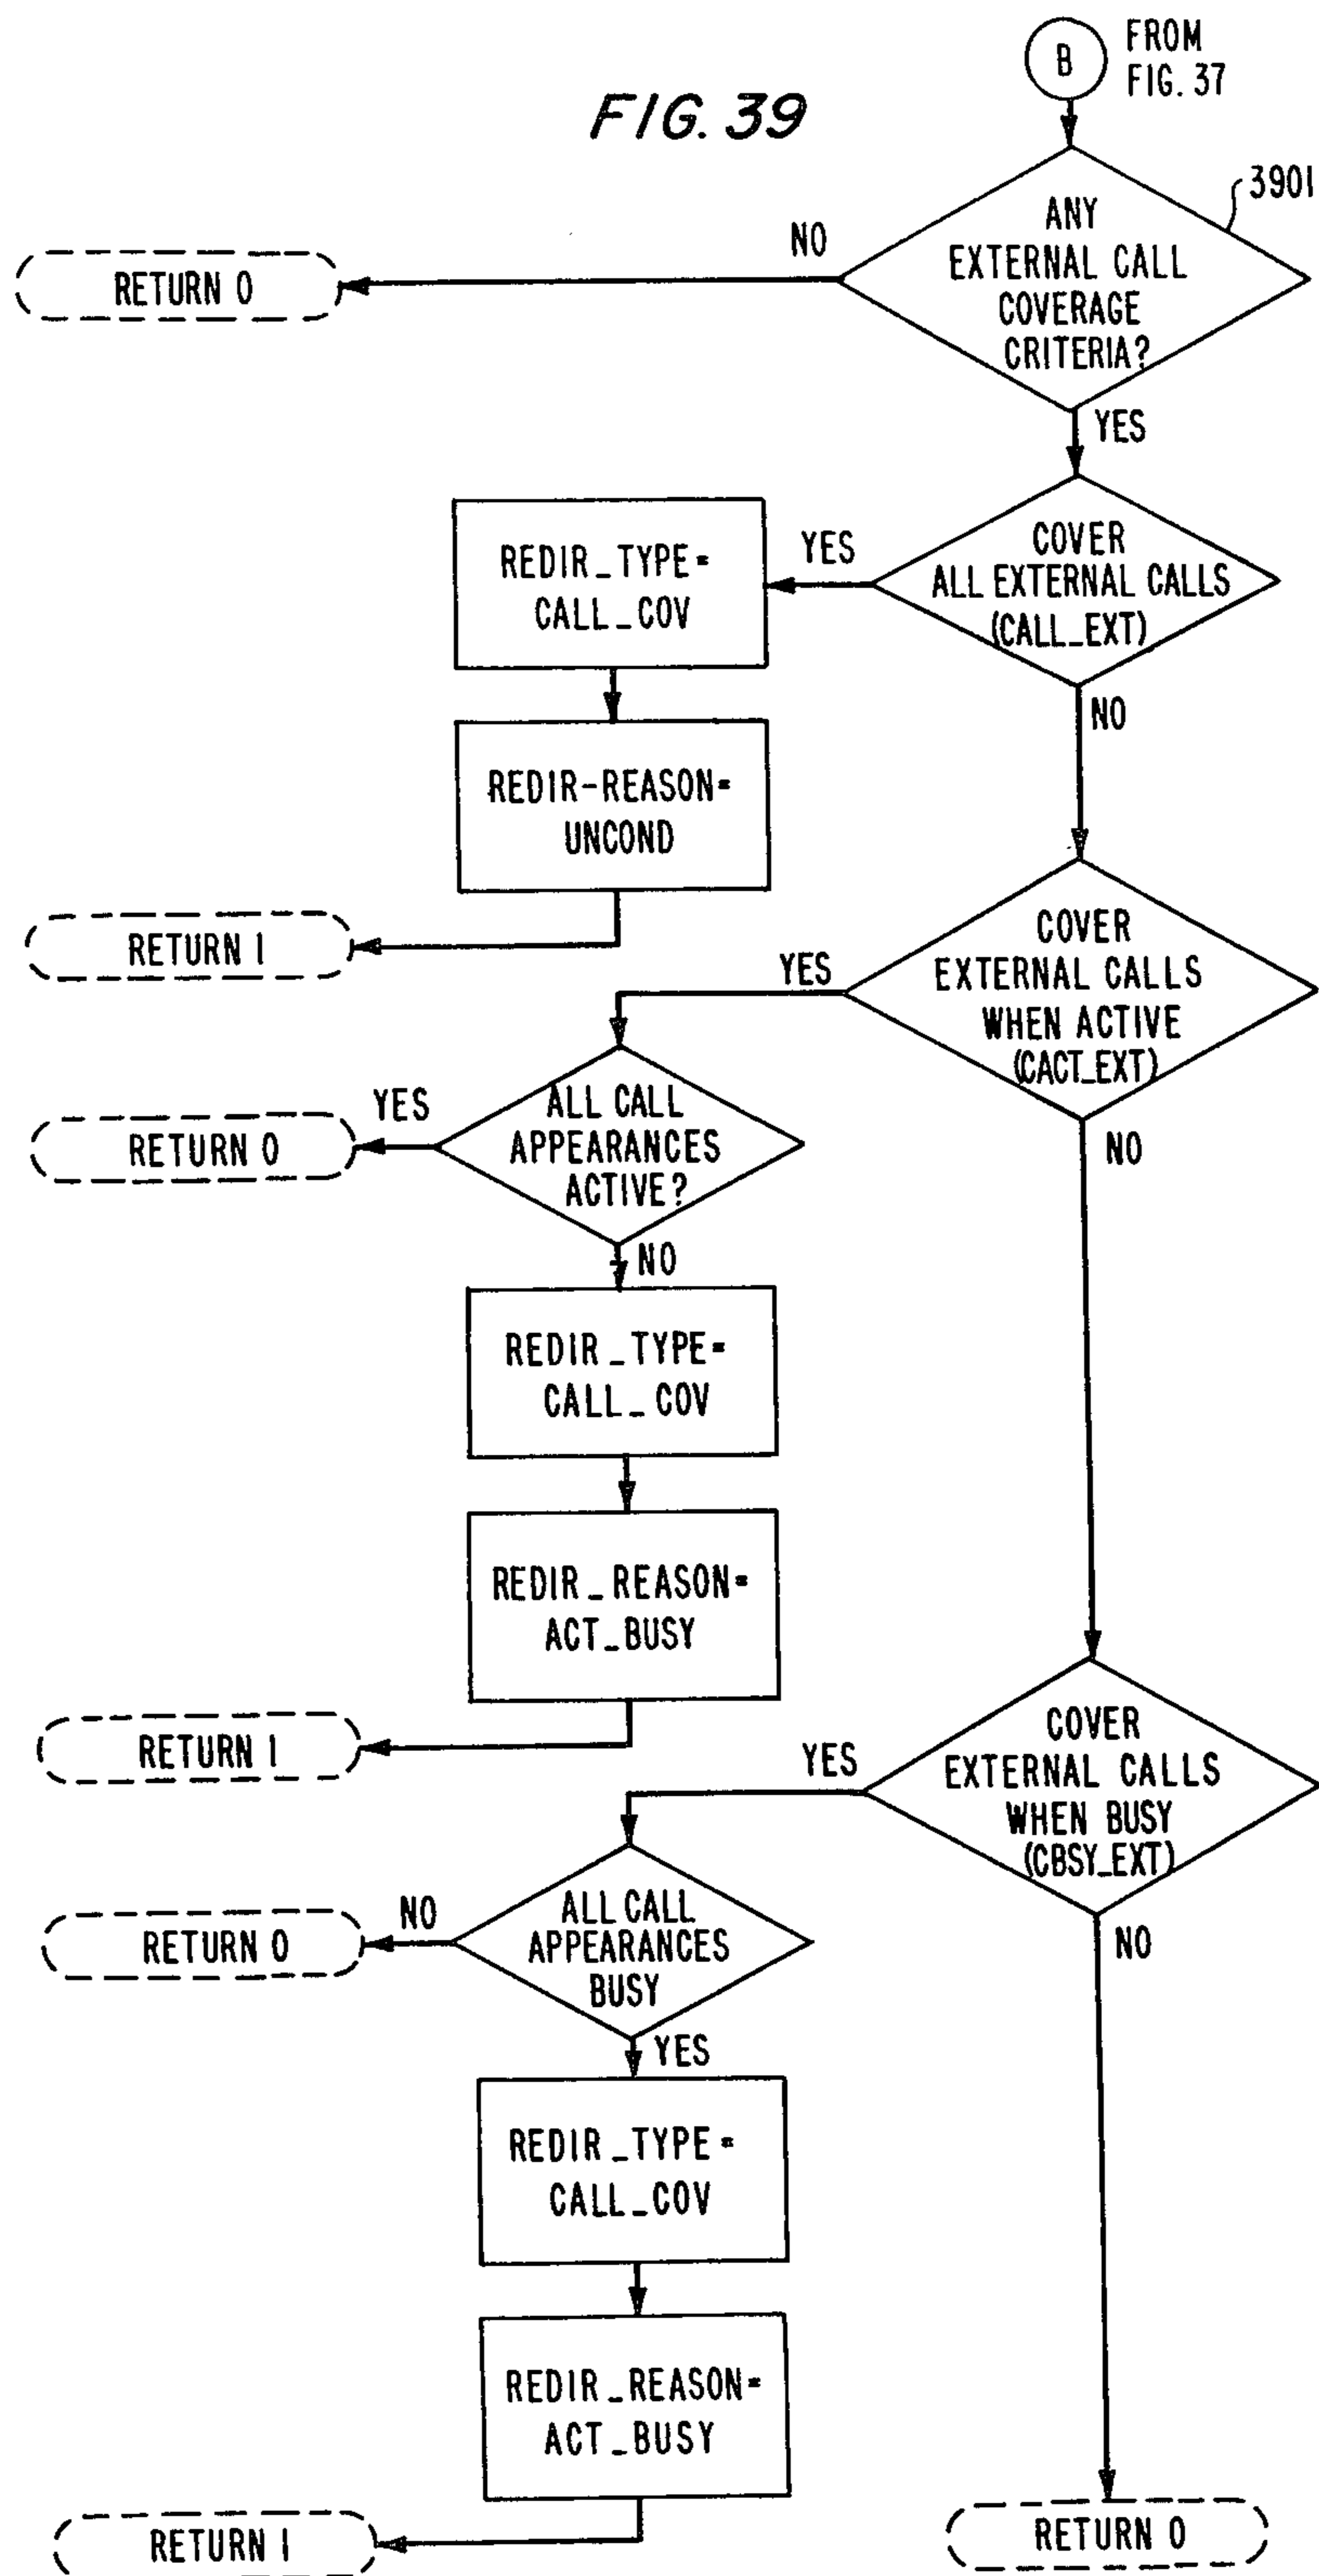 FIG. 39
B
FROM
FIG. 37
3901
ANY
EXTERNAL CALL
COVERAGE
CRITERIA?
NO
RETURN 0
YES
COVER
ALL EXTERNAL CALLS
(CALL_EXT)
YES
REDIR_TYPE=
CALL_COV
REDIR-REASON=
UNCOND
RETURN 1
NO
COVER
EXTERNAL CALLS
WHEN ACTIVE
(CACT_EXT)
YES
ALL CALL
APPEARANCES
ACTIVE?
YES
RETURN 0
NO
REDIR_TYPE=
CALL_COV
REDIR_REASON=
ACT_BUSY
RETURN 1
NO
COVER
EXTERNAL CALLS
WHEN BUSY
(CBSY_EXT)
YES
ALL CALL
APPEARANCES
BUSY
NO
RETURN 0
YES
REDIR_TYPE=
CALL_COV
REDIR_REASON=
ACT_BUSY
RETURN 1
NO
RETURN 0